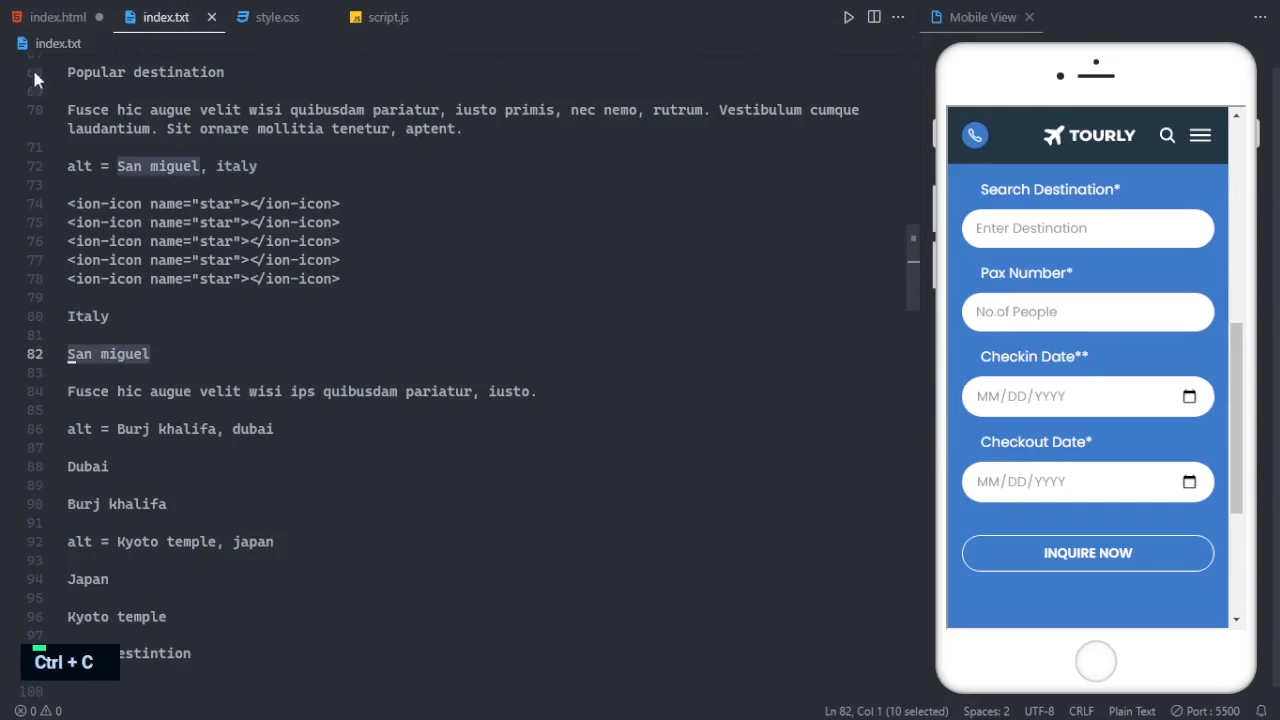 index.html
index.txt
style.css
script.js
Mobile View
index.txt
Popular destination
70 Fusce hic augue velit wisi quibusdam pariatur, iusto primis, nec nemo, rutrum. Vestibulum cumque
laudantium. Sit ornare mollitia tenetur, aptent.
71
72 alt = San miguel, italy
73
74 <ion-icon name="star"></ion-icon>
75 <ion-icon name="star"></ion-icon>
76 <ion-icon name="star"></ion-icon>
77 <ion-icon name="star"></ion-icon>
78 <ion-icon name="star"></ion-icon>
79
80 Italy
81
82 San miguel
83
84 Fusce hic augue velit wisi ips quibusdam pariatur, iusto.
85
86 alt = Burj khalifa, dubai
87
88 Dubai
89
90 Burj khalifa
91
92 alt = Kyoto temple, japan
93
94 Japan
95
96 Kyoto temple
97
estintion
100
Ctrl + C
TOURLY
Search Destination*
Enter Destination
Pax Number*
No.of People
Checkin Date**
MM/DD/YYYY
Checkout Date*
MM/DD/YYYY
INQUIRE NOW
0 0
Ln 82, Col 1 (10 selected)
Spaces: 2
UTF-8
CRLF
Plain Text
Port : 5500